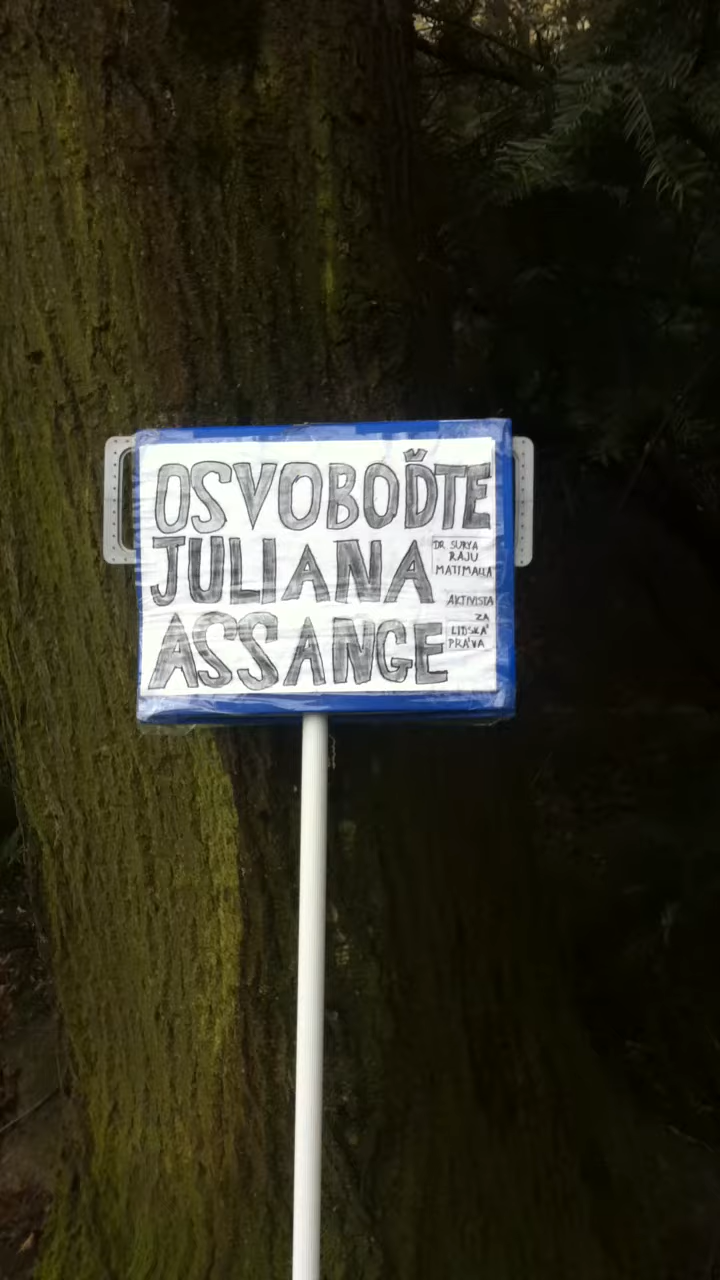 OSVOBOĎTE
JULIANA
ASSANGE
DR SURYA
RAJU
MATIMALLA
AKTIVISTA
ZA
LIDSKÁ
PRÁVA